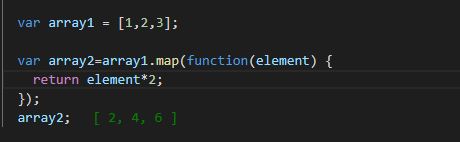 var array1 = [1,2,3];
var array2=array1.map(function(element) {
return element*2;
});
array2; [ 2, 4, 6 ]